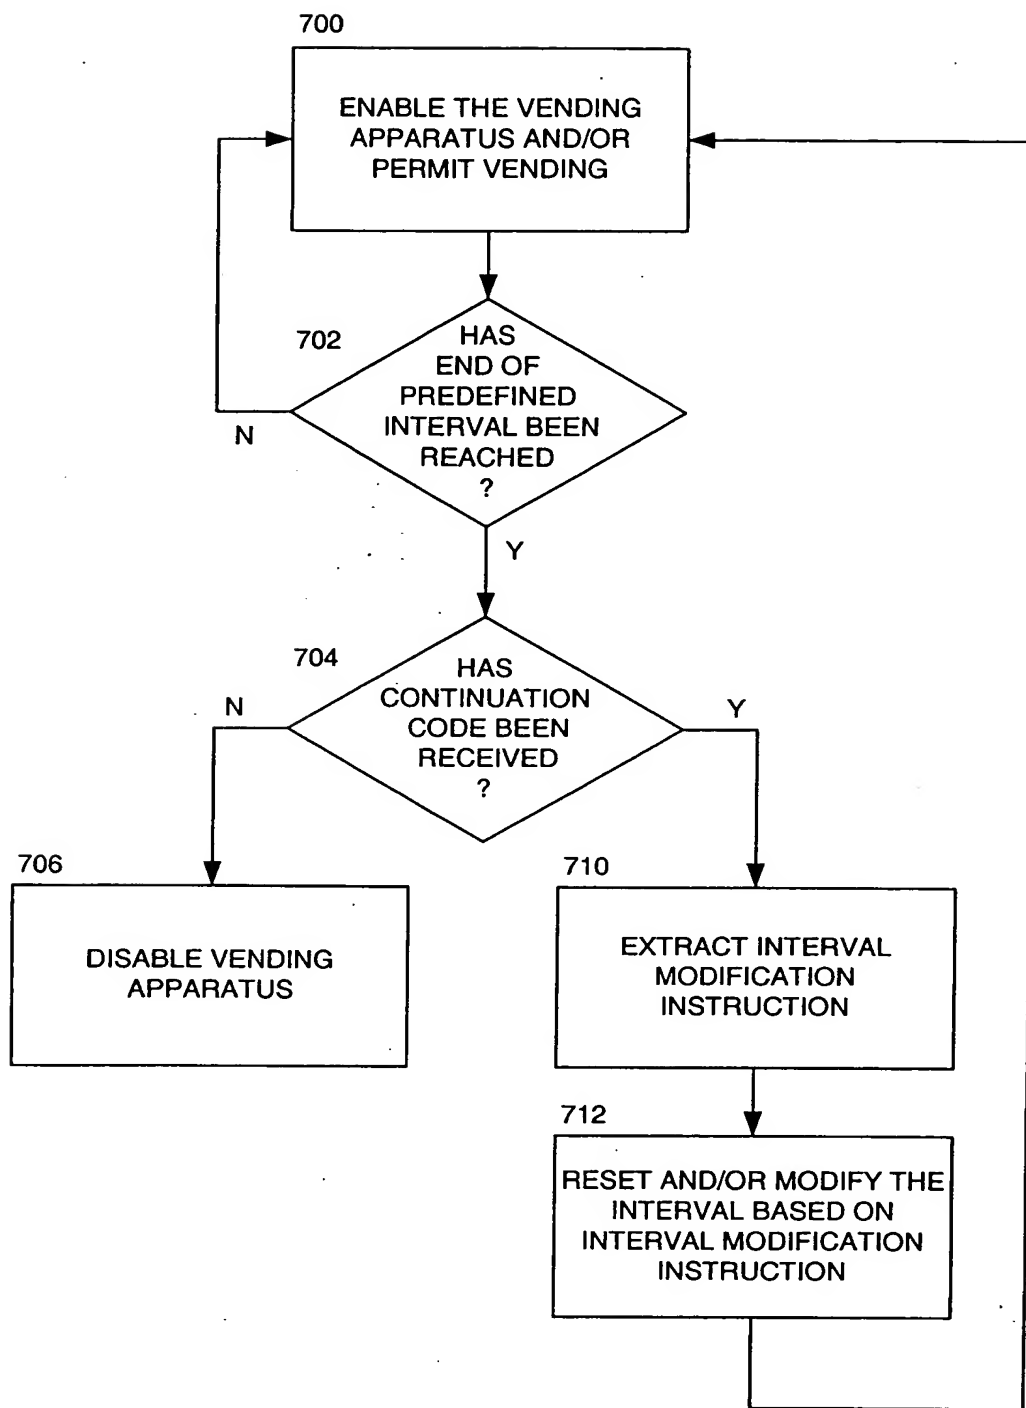 700
ENABLE THE VENDING
APPARATUS AND/OR
PERMIT VENDING
702
HAS
END OF
PREDEFINED
INTERVAL BEEN
REACHED
?
N
Y
704
HAS
CONTINUATION
CODE BEEN
RECEIVED
?
N
Y
706
DISABLE VENDING
APPARATUS
710
EXTRACT INTERVAL
MODIFICATION
INSTRUCTION
712
RESET AND/OR MODIFY THE
INTERVAL BASED ON
INTERVAL MODIFICATION
INSTRUCTION